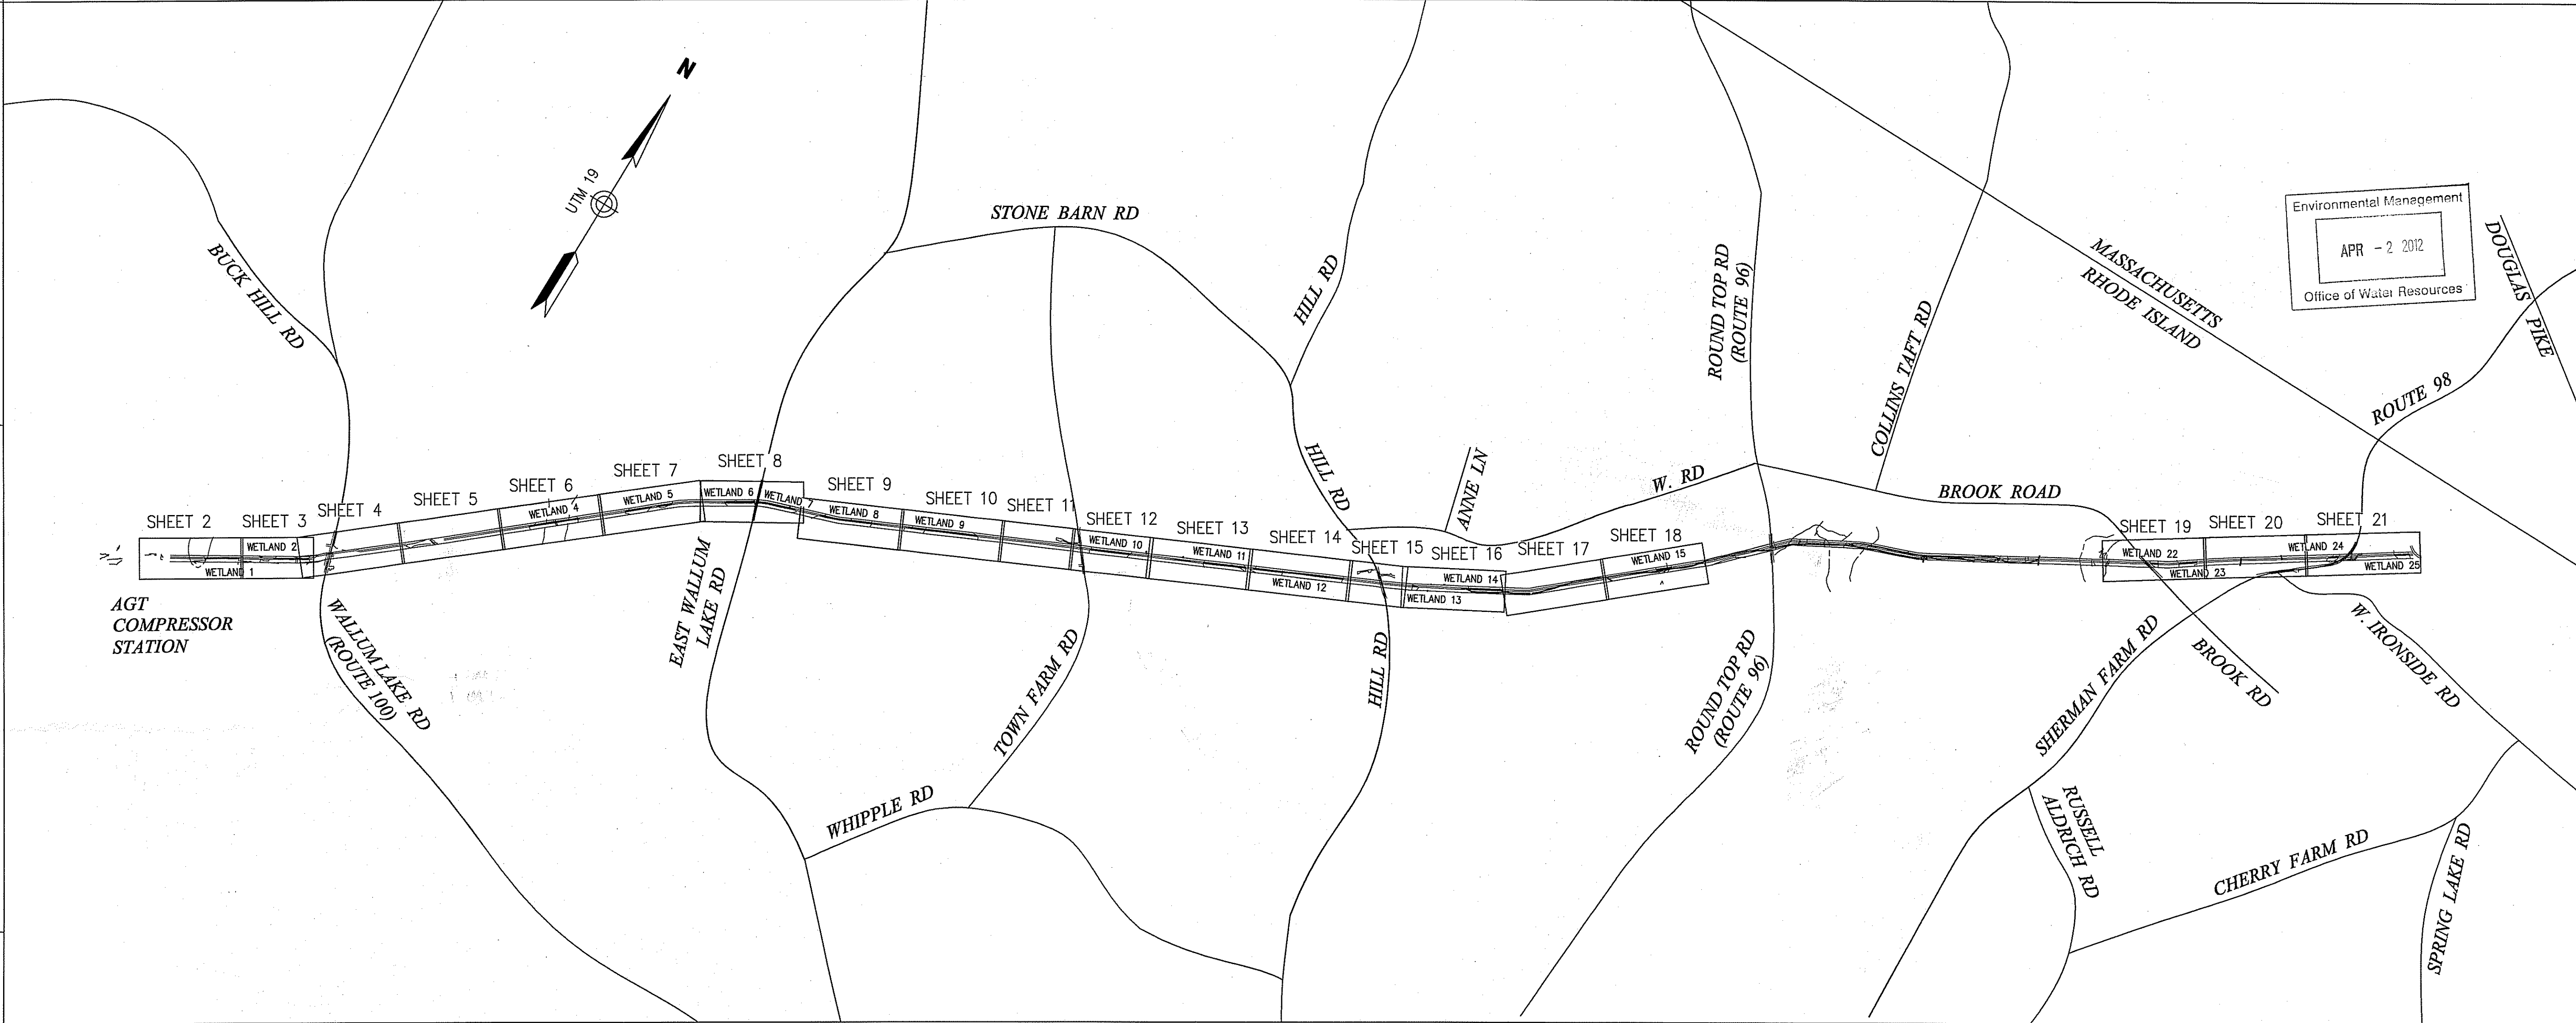 N
UTM 19
STONE BARN RD
BUCK HILL RD
HILL RD
ROUND TOP RD
(ROUTE 96)
COLLINS TAFT RD
MASSACHUSETTS
RHODE ISLAND
Environmental Management
APR - 2 2012
Office of Water Resources
DOUGLAS PIKE
ROUTE 98
HILL RD
ANNE LN
W. RD
BROOK ROAD
SHEET 2
SHEET 3
SHEET 4
SHEET 5
SHEET 6
SHEET 7
SHEET 8
SHEET 9
SHEET 10
SHEET 11
SHEET 12
SHEET 13
SHEET 14
SHEET 15
SHEET 16
SHEET 17
SHEET 18
SHEET 19
SHEET 20
SHEET 21
WETLAND 1
WETLAND 2
WETLAND 4
WETLAND 5
WETLAND 6
WETLAND 7
WETLAND 8
WETLAND 9
WETLAND 10
WETLAND 11
WETLAND 12
WETLAND 13
WETLAND 14
WETLAND 15
WETLAND 22
WETLAND 23
WETLAND 24
WETLAND 25
AGT
COMPRESSOR
STATION
WALLUM LAKE RD
(ROUTE 100)
EAST WALLUM
LAKE RD
TOWN FARM RD
WHIPPLE RD
HILL RD
ROUND TOP RD
(ROUTE 96)
SHERMAN FARM RD
BROOK RD
W. IRONSIDE RD
RUSSELL
ALDRICH RD
CHERRY FARM RD
SPRING LAKE RD